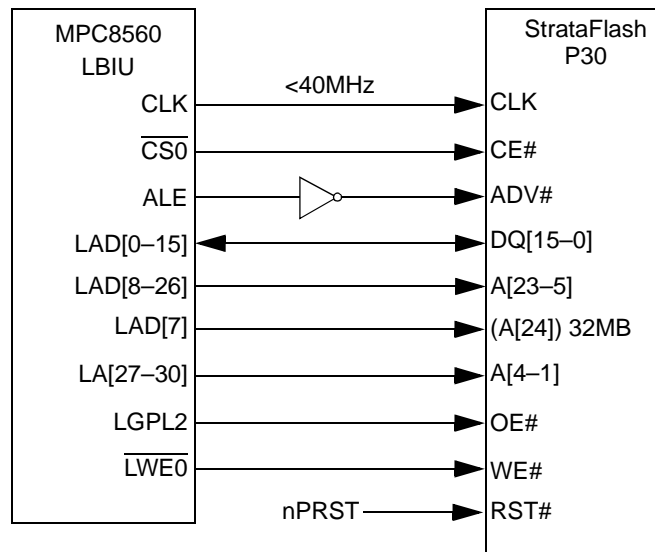 MPC8560
LBIU
StrataFlash
P30
CLK
<40MHz
CLK
CS0
CE#
ALE
ADV#
LAD[0–15]
DQ[15–0]
LAD[8–26]
A[23–5]
LAD[7]
(A[24]) 32MB
LA[27–30]
A[4–1]
LGPL2
OE#
LWE0
WE#
nPRST
RST#